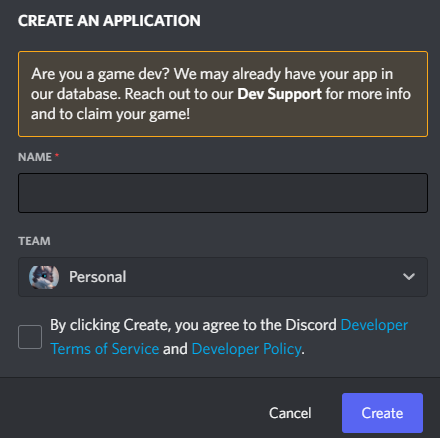 CREATE AN APPLICATION
Are you a game dev? We may already have your app in
our database. Reach out to our Dev Support for more info
and to claim your game!
NAME *
TEAM
Personal
By clicking Create, you agree to the Discord Developer
Terms of Service and Developer Policy.
Cancel Create